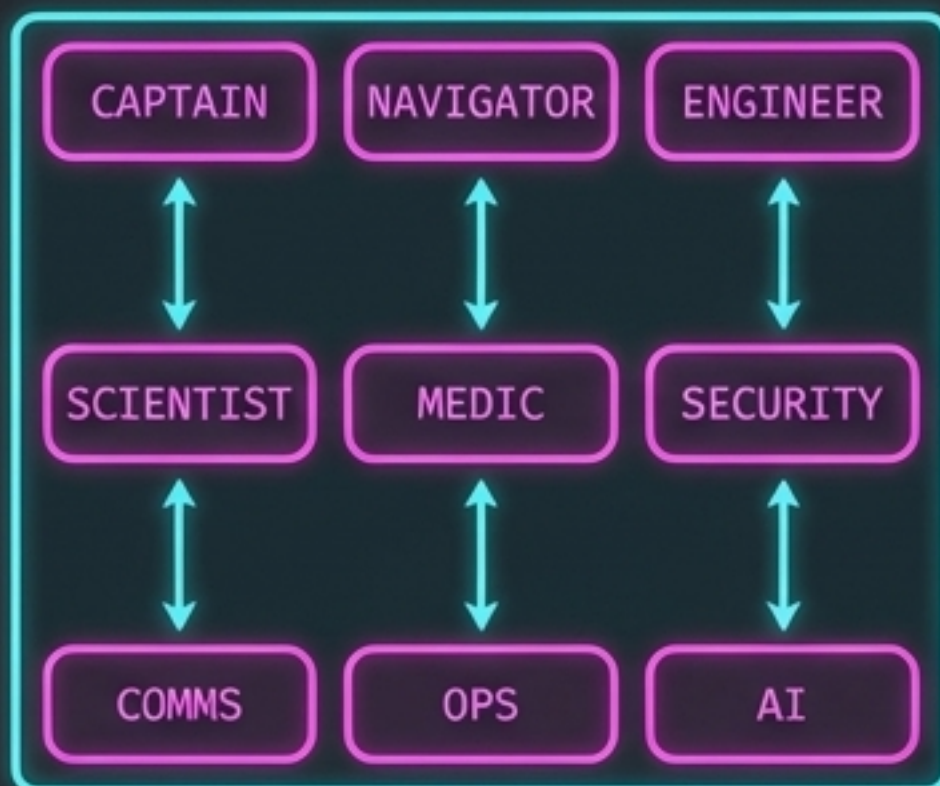 CAPTAIN NAVIGATOR ENGINEER
SCIENTIST MEDIC SECURITY
COMMS OPS AI